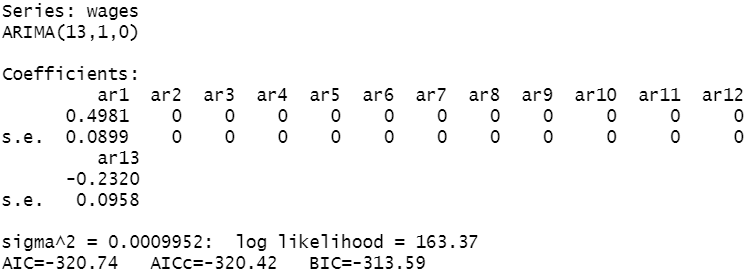 Series: wages
ARIMA(13,1,0)
Coefficients:
ar1 ar2 ar3 ar4 ar5 ar6 ar7 ar8 ar9 ar10 ar11 ar12
0.4981 0 0 0 0 0 0 0 0 0 0 0
s.e. 0.0899 0 0 0 0 0 0 0 0 0 0 0
ar13
-0.2320
s.e. 0.0958
sigma^2 = 0.0009952: log likelihood = 163.37
AIC=-320.74 AICc=-320.42 BIC=-313.59